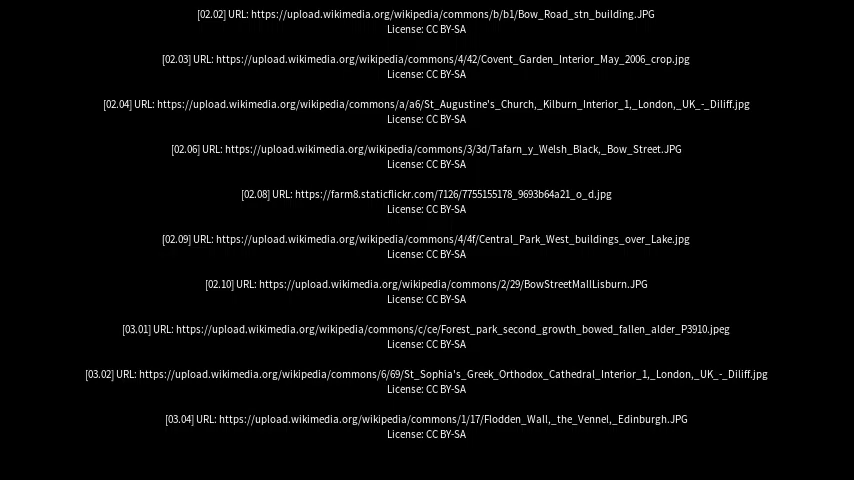 [02.02] URL: https://upload.wikimedia.org/wikipedia/commons/b/b1/Bow_Road_stn_building.JPG
License: CC BY-SA
[02.03] URL: https://upload.wikimedia.org/wikipedia/commons/4/42/Covent_Garden_Interior_May_2006_crop.jpg
License: CC BY-SA
[02.04] URL: https://upload.wikimedia.org/wikipedia/commons/a/a6/St_Augustine's_Church,_Kilburn_Interior_1,_London,_UK_-_Diliff.jpg
License: CC BY-SA
[02.06] URL: https://upload.wikimedia.org/wikipedia/commons/3/3d/Tafarn_y_Welsh_Black,_Bow_Street.JPG
License: CC BY-SA
[02.08] URL: https://farm8.staticflickr.com/7126/7755155178_9693b64a21_o_d.jpg
License: CC BY-SA
[02.09] URL: https://upload.wikimedia.org/wikipedia/commons/4/4f/Central_Park_West_buildings_over_Lake.jpg
License: CC BY-SA
[02.10] URL: https://upload.wikimedia.org/wikipedia/commons/2/29/BowStreetMallLisburn.JPG
License: CC BY-SA
[03.01] URL: https://upload.wikimedia.org/wikipedia/commons/c/ce/Forest_park_second_growth_bowed_fallen_alder_P3910.jpeg
License: CC BY-SA
[03.02] URL: https://upload.wikimedia.org/wikipedia/commons/6/69/St_Sophia's_Greek_Orthodox_Cathedral_Interior_1,_London,_UK_-_Diliff.jpg
License: CC BY-SA
[03.04] URL: https://upload.wikimedia.org/wikipedia/commons/1/17/Flodden_Wall,_the_Vennel,_Edinburgh.JPG
License: CC BY-SA